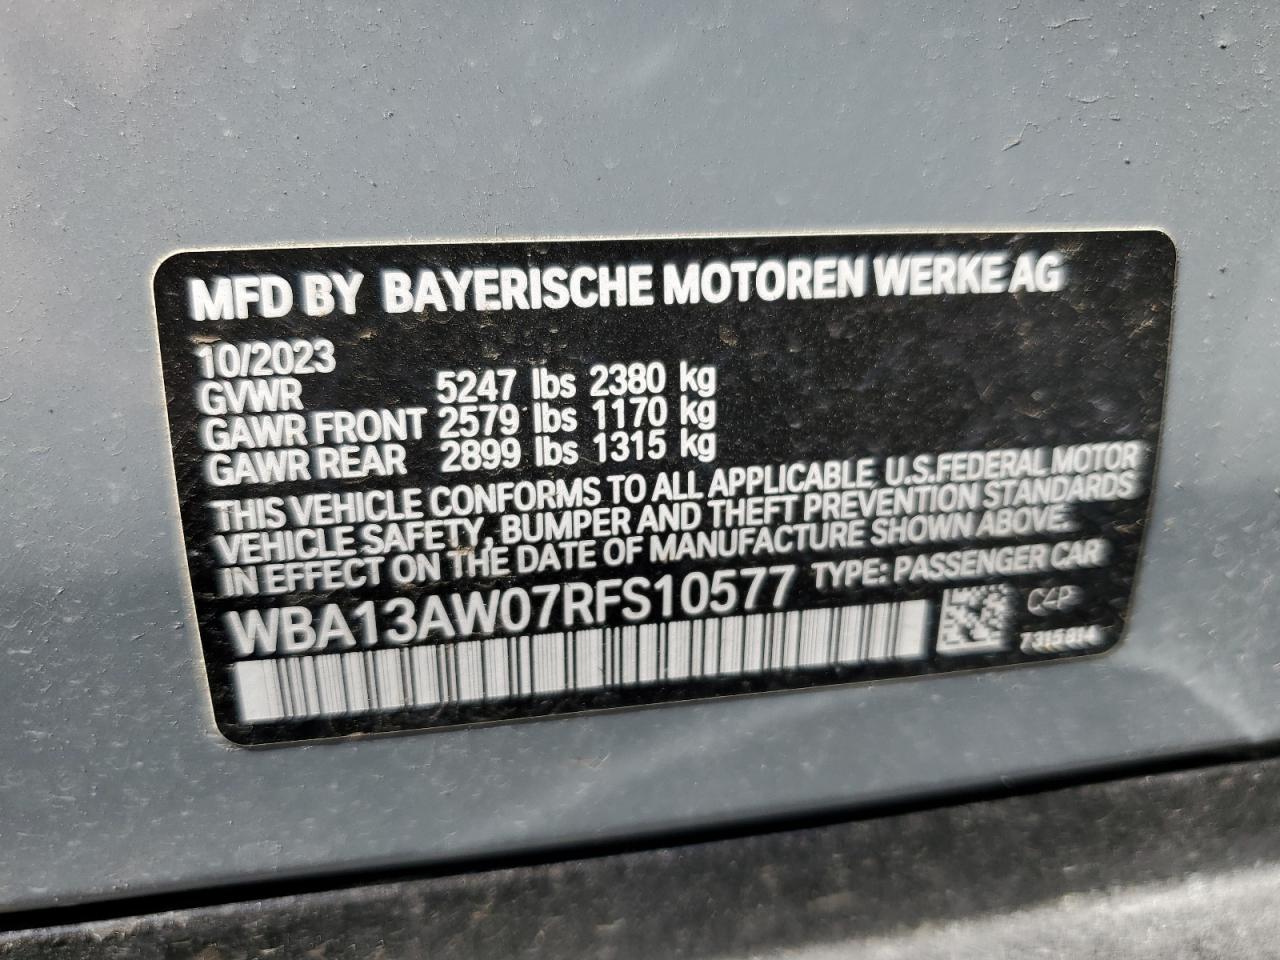 MFD BY BAYERISCHE MOTOREN WERKE AG
10/2023
GVWR 5247 lbs 2380 kg
GAWR FRONT 2579 lbs 1170 kg
GAWR REAR 2899 lbs 1315 kg
THIS VEHICLE CONFORMS TO ALL APPLICABLE U.S.FEDERAL MOTOR
VEHICLE SAFETY, BUMPER AND THEFT PREVENTION STANDARDS
IN EFFECT ON THE DATE OF MANUFACTURE SHOWN ABOVE.
WBA13AW07RFS10577 TYPE: PASSENGER CAR
C4P
7315814